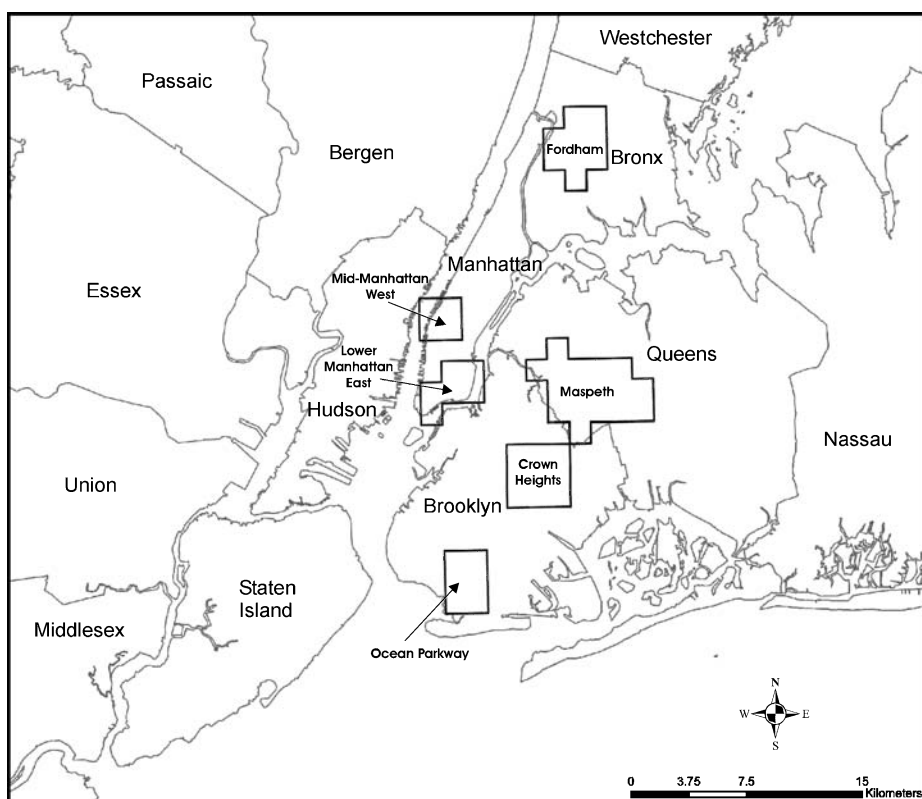 Westchester
Passaic
Bergen
Fordham
Bronx
Manhattan
Mid-Manhattan
West
Essex
Lower
Manhattan
East
Queens
Hudson
Maspeth
Nassau
Crown
Heights
Union
Brooklyn
Staten
Island
Middlesex
Ocean Parkway
N
W
E
S
0
3.75
7.5
15
Kilometers